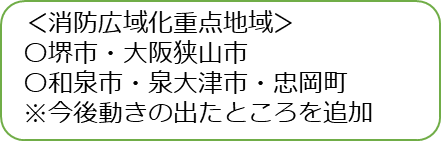 ＜消防広域化重点地域＞
〇堺市・大阪狭山市
〇和泉市・泉大津市・忠岡町
※今後動きの出たところを追加